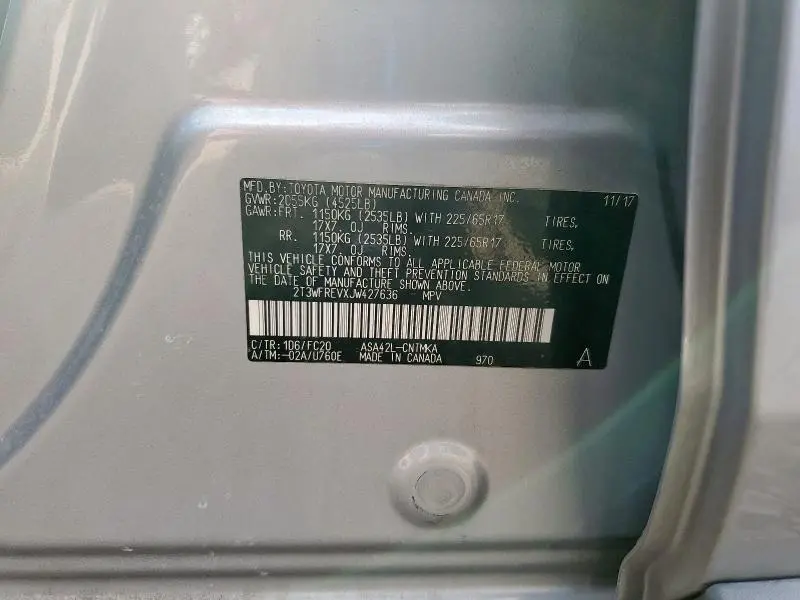 MFD.BY:TOYOTA MOTOR MANUFACTURING CANADA INC. 11/17
GVWR:2055KG (4525LB)
GAWR:FRT. 1150KG (2535LB) WITH 225/65R17 TIRES,
17X7. 0J RIMS.
RR. 1150KG (2535LB) WITH 225/65R17 TIRES,
17X7. 0J RIMS.
THIS VEHICLE CONFORMS TO ALL APPLICABLE FEDERAL MOTOR
VEHICLE SAFETY AND THEFT PREVENTION STANDARDS IN EFFECT ON
THE DATE OF MANUFACTURE SHOWN ABOVE.
2T3WFREVXJW427636 MPV
C/TR: 1D6/FC20 ASA42L-CNTMKA
A/TM:-02A/U760E MADE IN CANADA 970 A